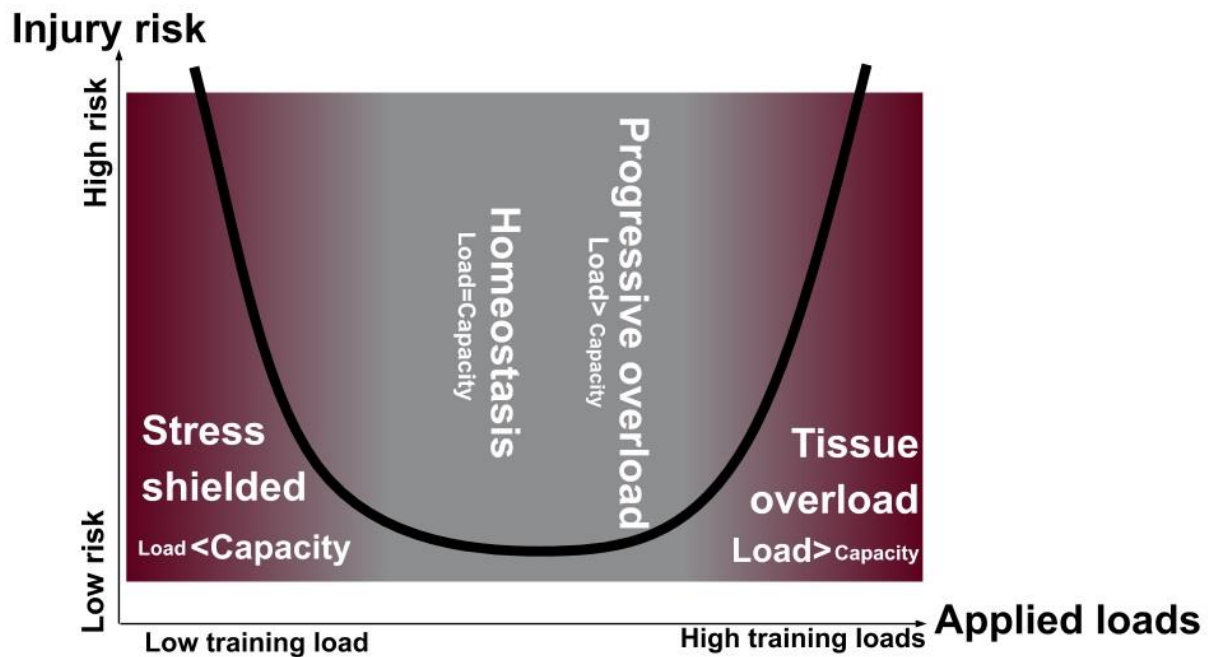 Injury risk
High risk
Low risk
Stress
shielded
Load <Capacity
Homeostasis
Load=Capacity
Progressive overload
Load> Capacity
Tissue
overload
Load> Capacity
Low training load
High training loads
Applied loads